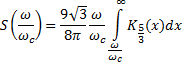 S(ω/ω_c) = 9√3/8π ω/ω_c ∫_{ω/ω_c}^{∞} K_{5/3}(x)dx